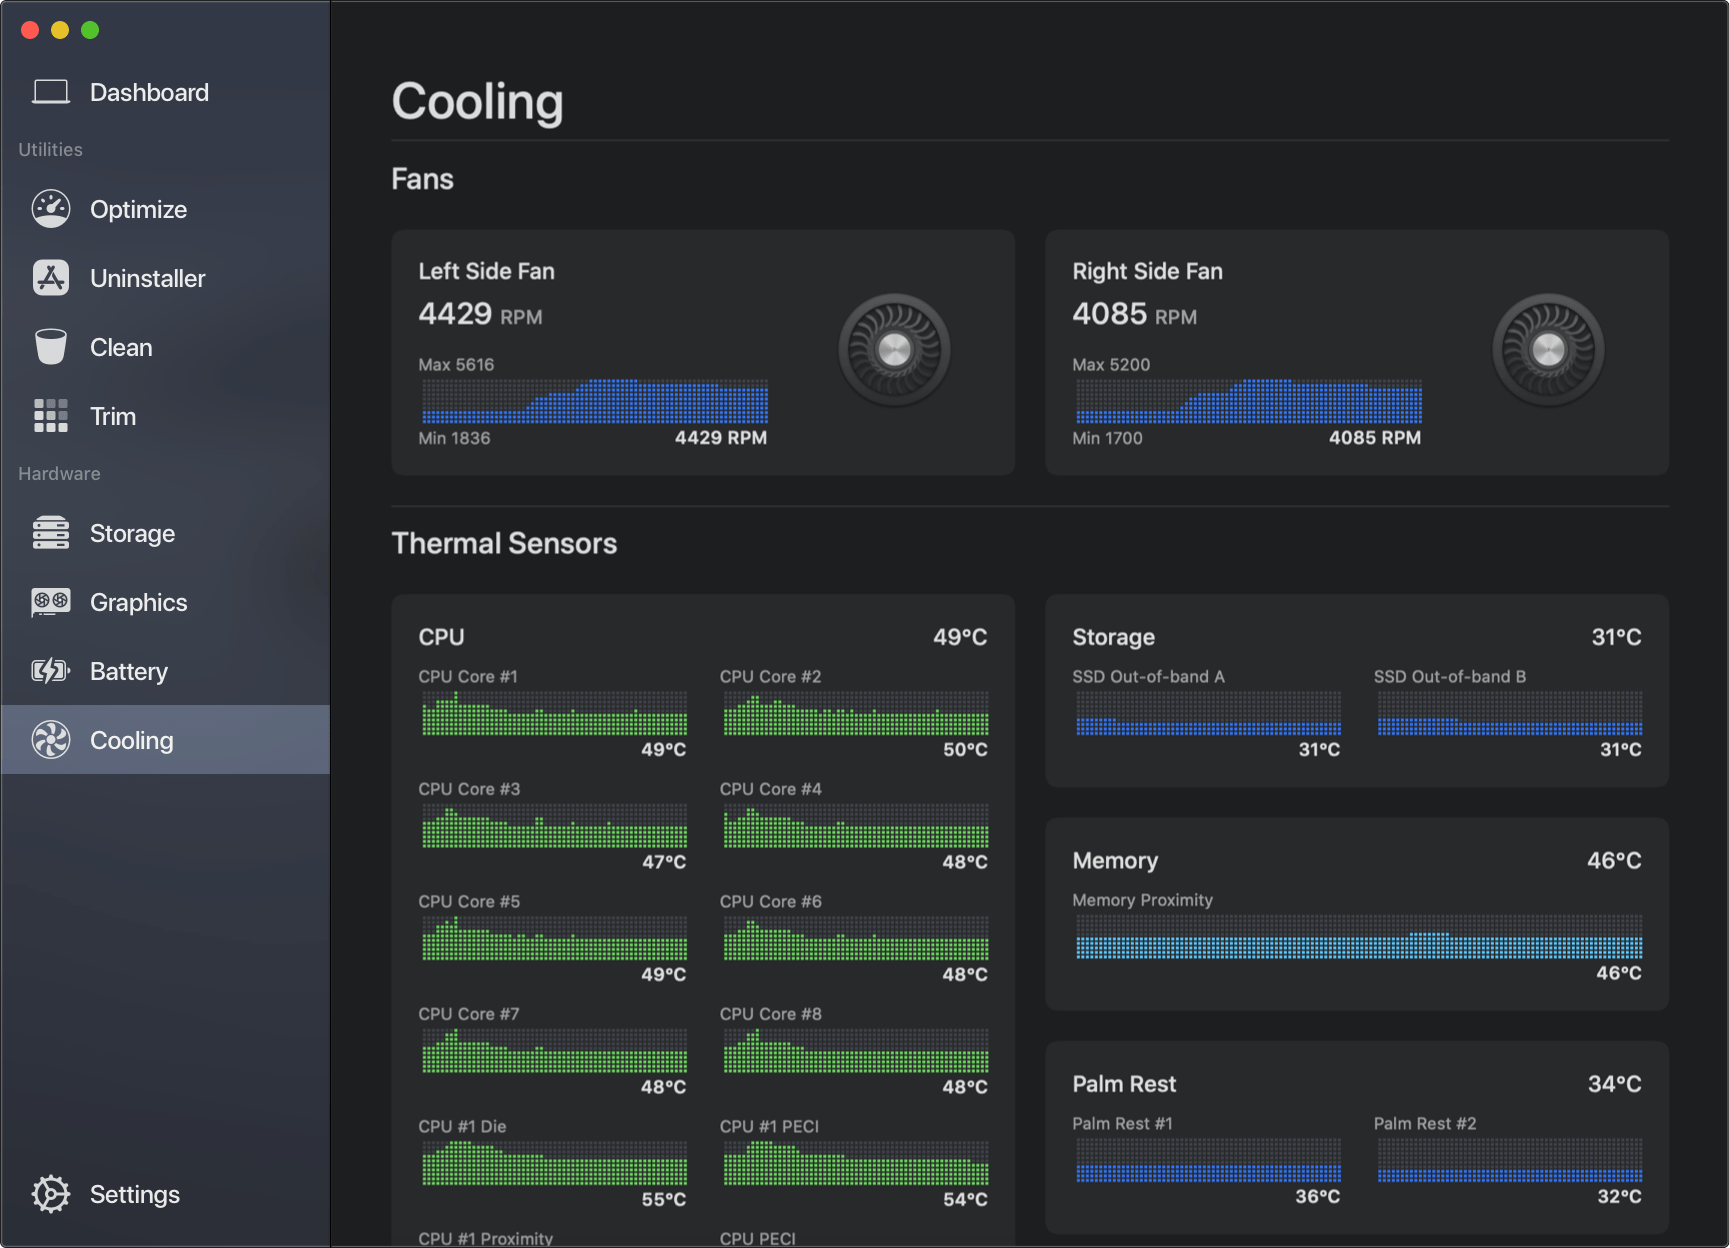 Dashboard
Utilities
Optimize
Uninstaller
Clean
Trim
Hardware
Storage
Graphics
Battery
Cooling
Settings
Cooling
Fans
Left Side Fan
4429 RPM
Max 5616
Min 1836
4429 RPM
Right Side Fan
4085 RPM
Max 5200
Min 1700
4085 RPM
Thermal Sensors
CPU
49°C
CPU Core #1
49°C
CPU Core #2
50°C
CPU Core #3
47°C
CPU Core #4
48°C
CPU Core #5
49°C
CPU Core #6
48°C
CPU Core #7
48°C
CPU Core #8
48°C
CPU #1 Die
55°C
CPU #1 PECI
54°C
CPU #1 Proximity
CPU PECI
Storage
31°C
SSD Out-of-band A
31°C
SSD Out-of-band B
31°C
Memory
46°C
Memory Proximity
46°C
Palm Rest
34°C
Palm Rest #1
36°C
Palm Rest #2
32°C